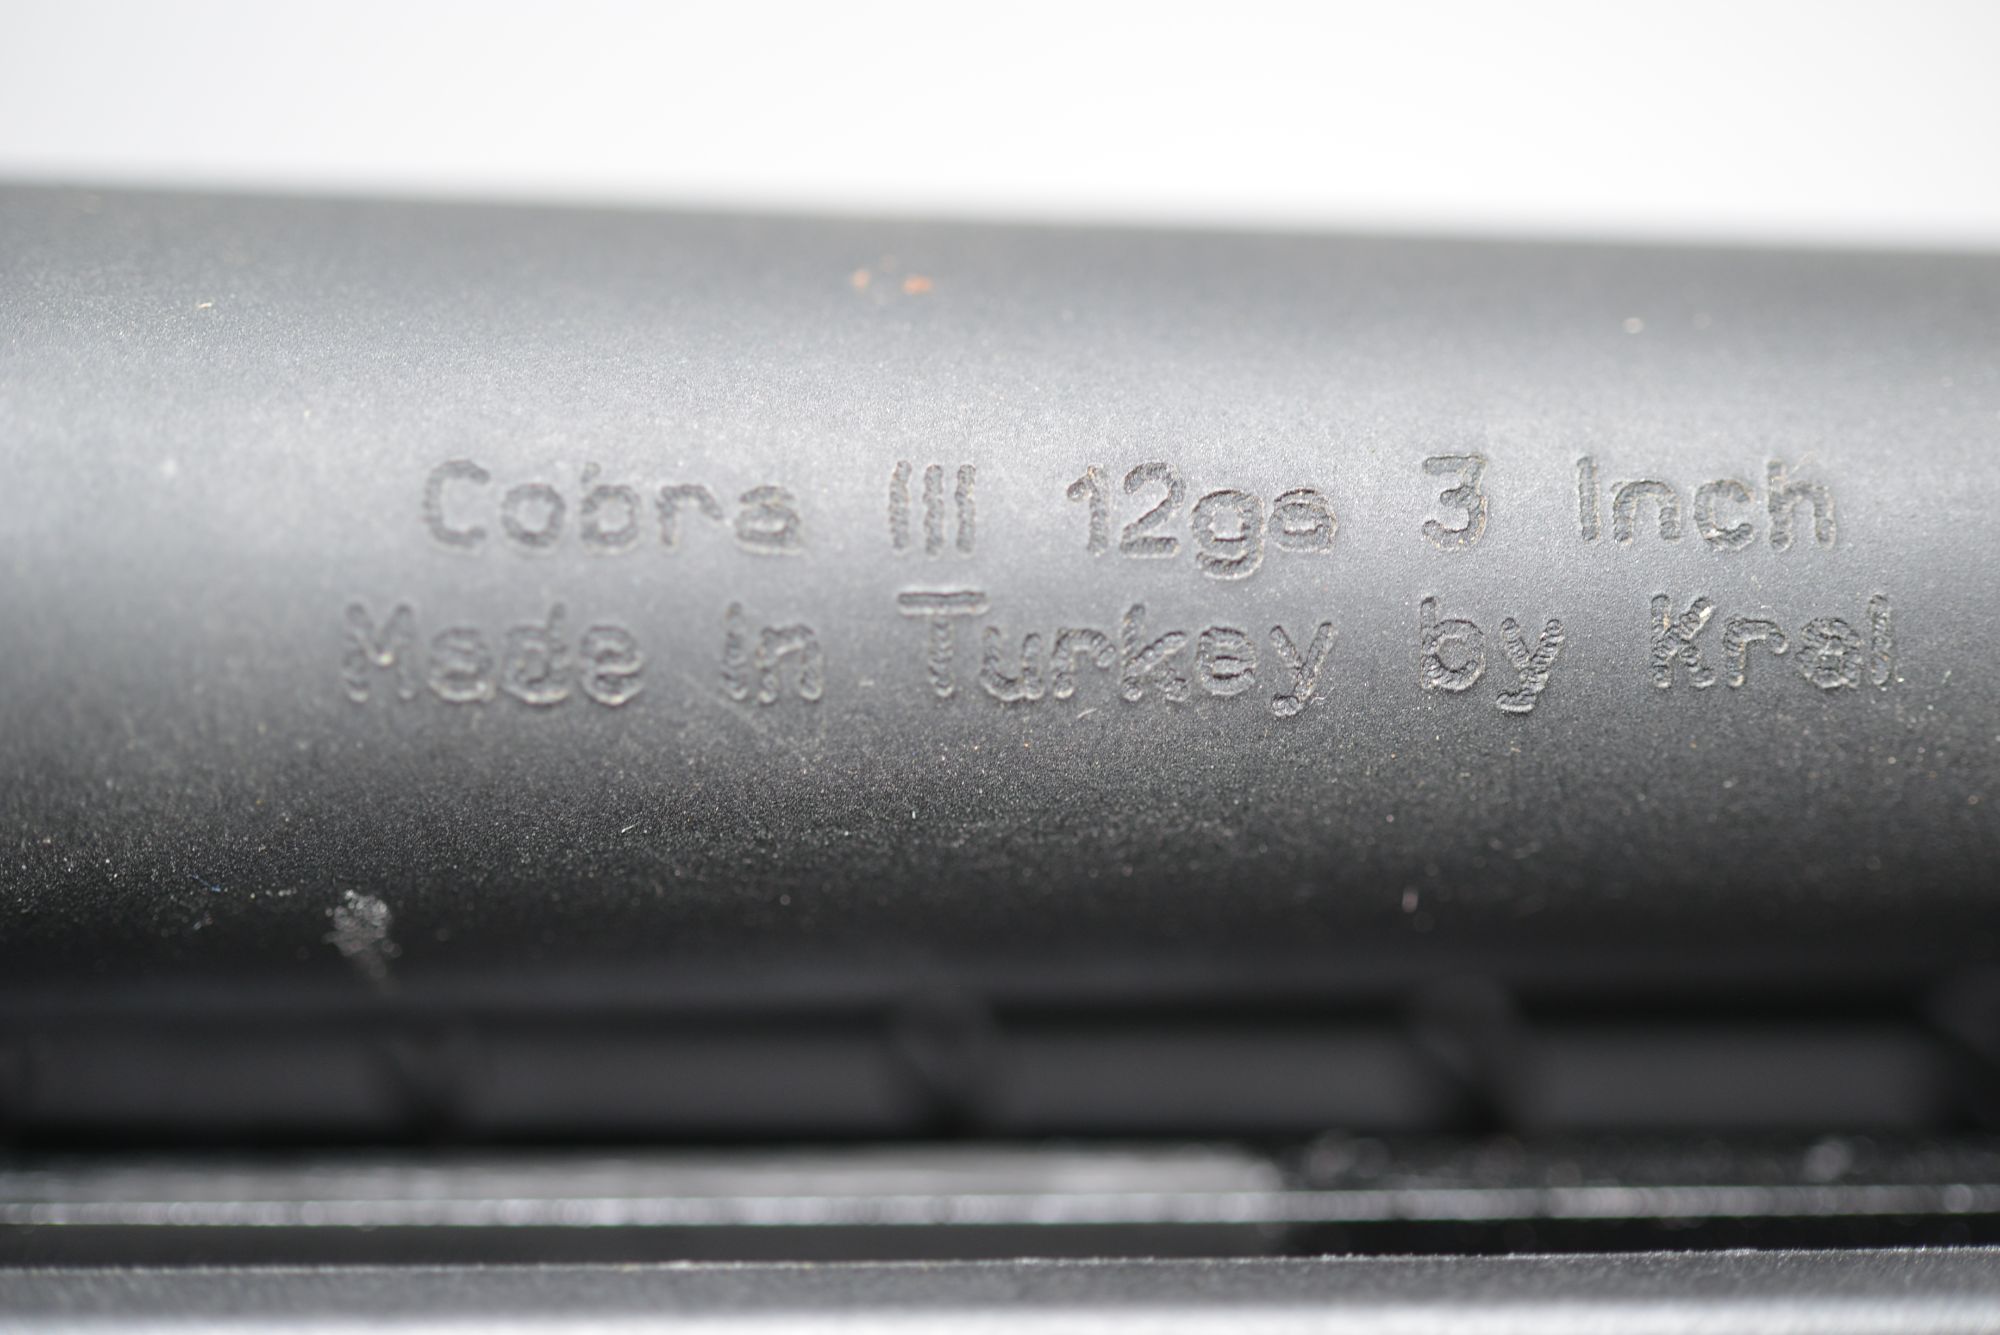 Cobra III 12ga 3 Inch
Made in Turkey by Kral